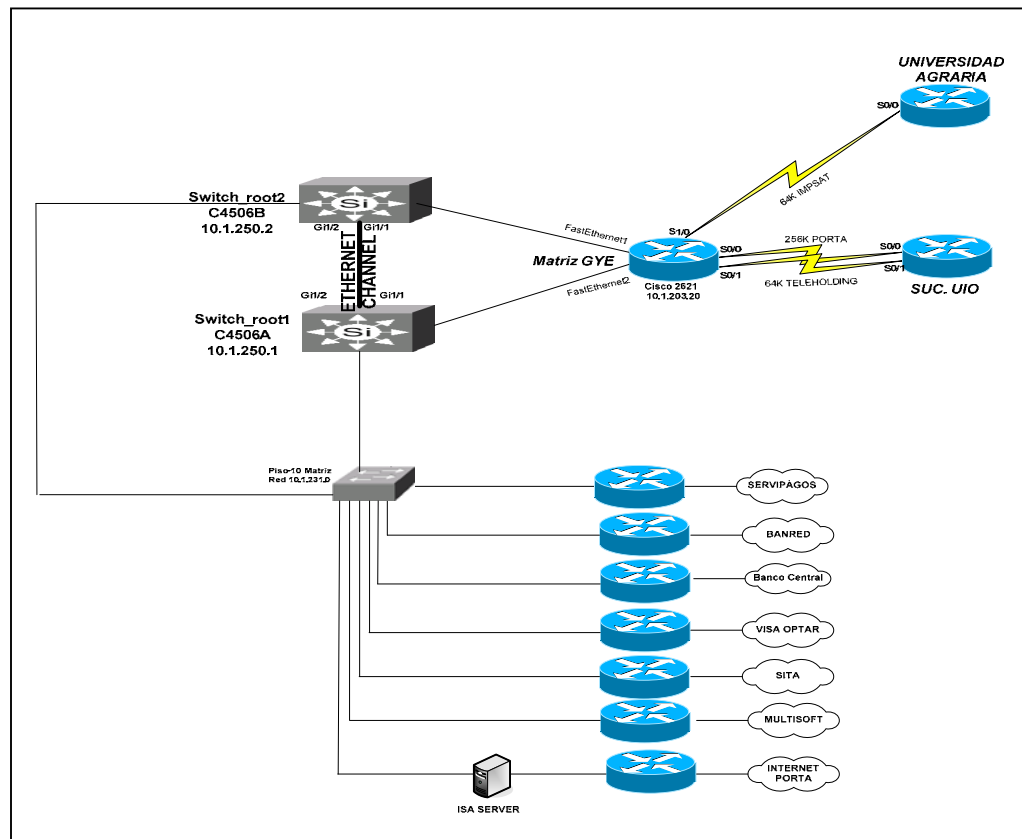 UNIVERSIDAD
AGRARIA
S0/0
64K IMPSAT
Switch_root2
C4506B
10.1.250.2
Si
Gi1/2
Gi1/1
ETHERNET
CHANNEL
FastEthernet1
S1/0
Matriz GYE
S0/0
256K PORTA
S0/0
S0/1
S0/1
64K TELEHOLDING
SUC. UIO
FastEthernet2
Cisco 2621
10.1.203.20
Gi1/2
Gi1/1
Switch_root1
C4506A
10.1.250.1
Si
Piso-10 Matriz
Red 10.1.231.0
SERVIPAGOS
BANRED
Banco Central
VISA OPTAR
SITA
MULTISOFT
INTERNET
PORTA
ISA SERVER